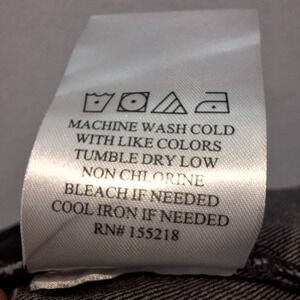 MACHINE WASH COLD
WITH LIKE COLORS
TUMBLE DRY LOW
NON CHLORINE
BLEACH IF NEEDED
COOL IRON IF NEEDED
RN# 155218